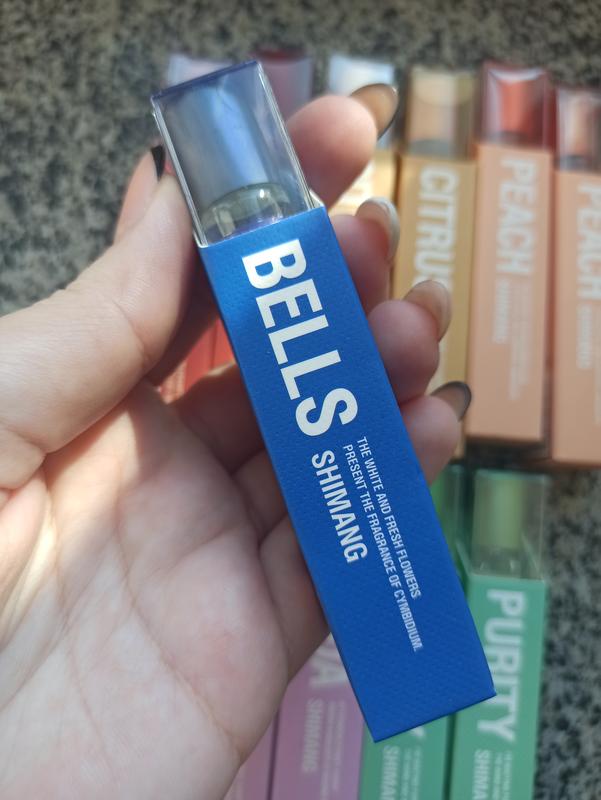 BELLS
SHIMANG
THE WHITE AND FRESH FLOWERS
PRESENT THE FRAGRANCE OF CYMBIDIUM.
CITRUS
PEACH
SHIMANG
PEACH
SHIMANG
PURITY
SHIMANG
SHIMANG
SHIMANG